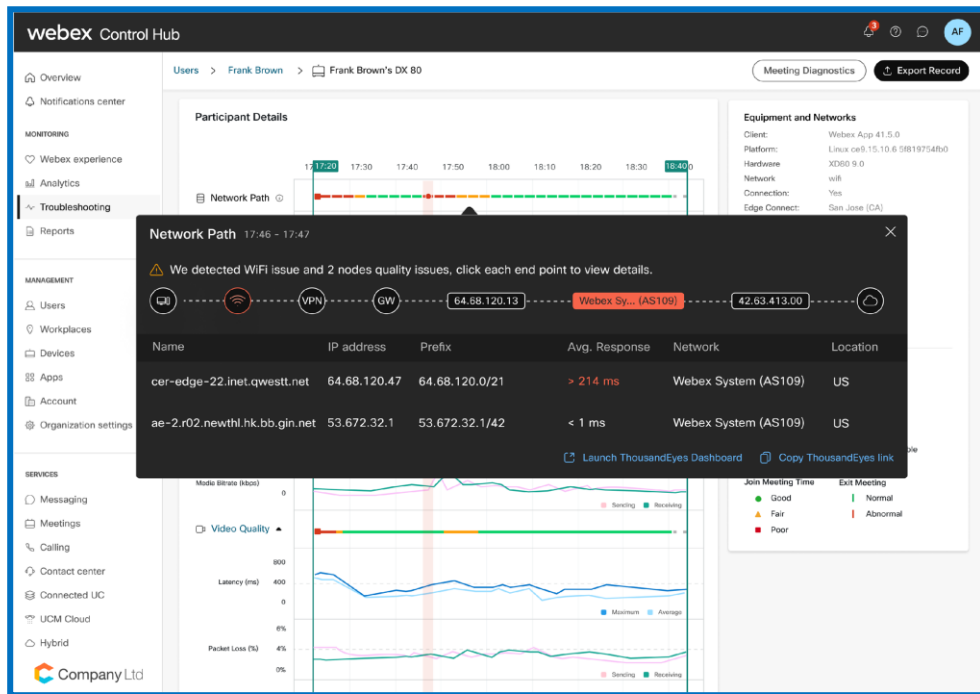 webex Control Hub
3
AF
Overview
Notifications center
MONITORING
Webex experience
Analytics
Troubleshooting
Reports
MANAGEMENT
Users
Workplaces
Devices
Apps
Account
Organization settings
SERVICES
Messaging
Meetings
Calling
Contact center
Connected UC
UCM Cloud
Hybrid
Company Ltd
Users > Frank Brown > Frank Brown's DX 80
Meeting Diagnostics
Export Record
Participant Details
17:20 17:30 17:40 17:50 18:00 18:10 18:20 18:30 18:40
Network Path
Equipment and Networks
Client: Webex App 41.5.0
Platform: Linux ce9.15.10.6 5f819754fb0
Hardware XD80 9.0
Network wifi
Connection: Yes
Edge Connect: San Jose (CA)
Network Path 17:46 - 17:47
We detected WiFi issue and 2 nodes quality issues, click each end point to view details.
VPN GW 64.68.120.13 Webex Sy... (AS109) 42.63.413.00
Name IP address Prefix Avg. Response Network Location
cer-edge-22.inet.qwestt.net 64.68.120.47 64.68.120.0/21 > 214 ms Webex System (AS109) US
ae-2.r02.newthl.hk.bb.gin.net 53.672.32.1 53.672.32.1/42 < 1 ms Webex System (AS109) US
Launch ThousandEyes Dashboard Copy ThousandEyes link
Media Bitrate (kbps)
0
Sending Receiving
Video Quality
Latency (ms)
800
400
0
Maximum Average
Packet Loss (%)
6%
4%
0%
Sending Receiving
Join Meeting Time Exit Meeting
Good Normal
Fair Abnormal
Poor